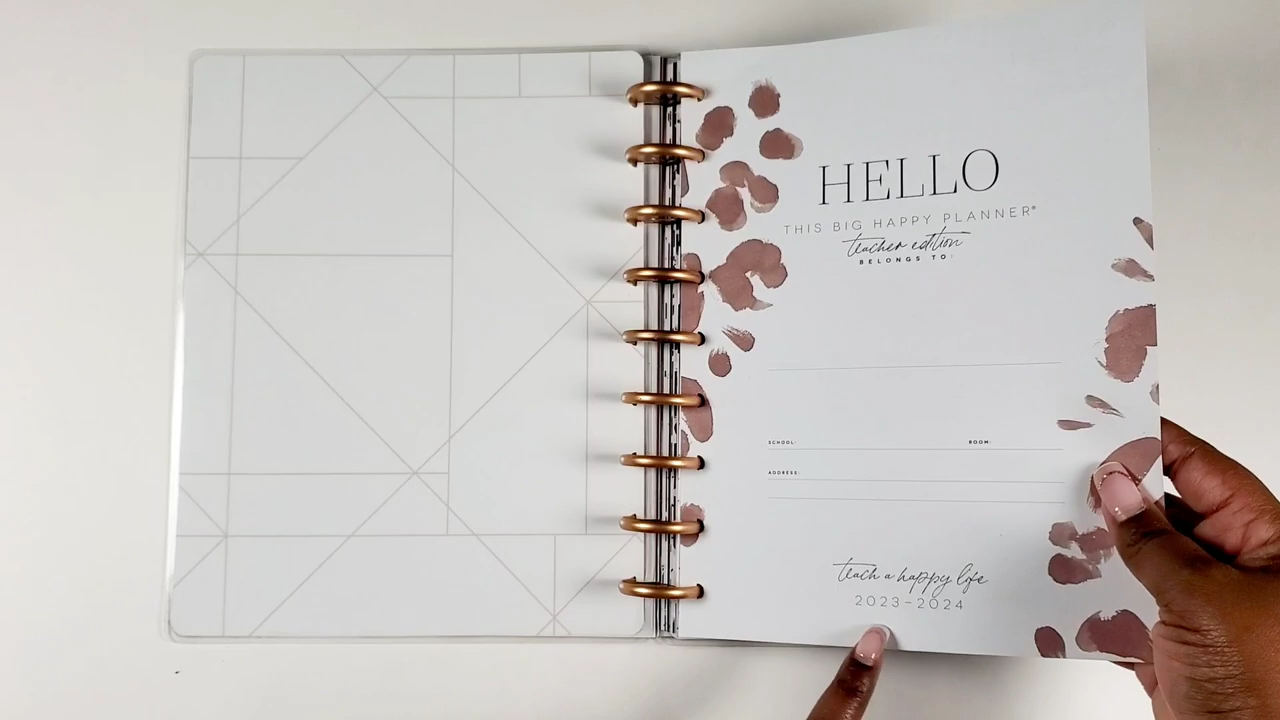 HELLO
THIS BIG HAPPY PLANNER®
teacher edition
BELONGS TO:
SCHOOL: ROOM:
ADDRESS:
teach a happy life
2023-2024